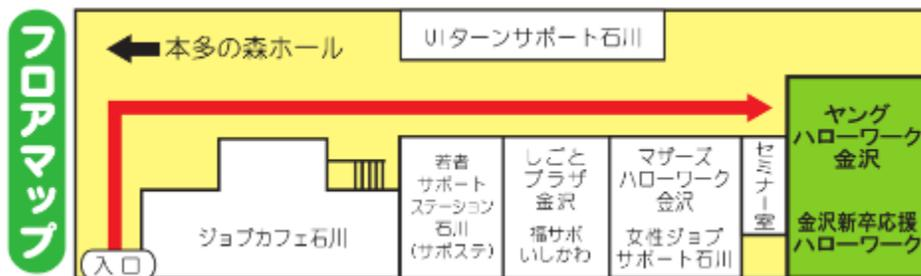 フロアマップ
本多の森ホール
UIターンサポート石川
ヤング
ハローワーク
金沢
金沢新卒応援
ハローワーク
セミナー室
マザーズ
ハローワーク
金沢
女性ジョブ
サポート石川
しごと
プラザ
金沢
福サポ
いしかわ
若者
サポート
ステーション
石川
(サポステ)
ジョブカフェ石川
入口